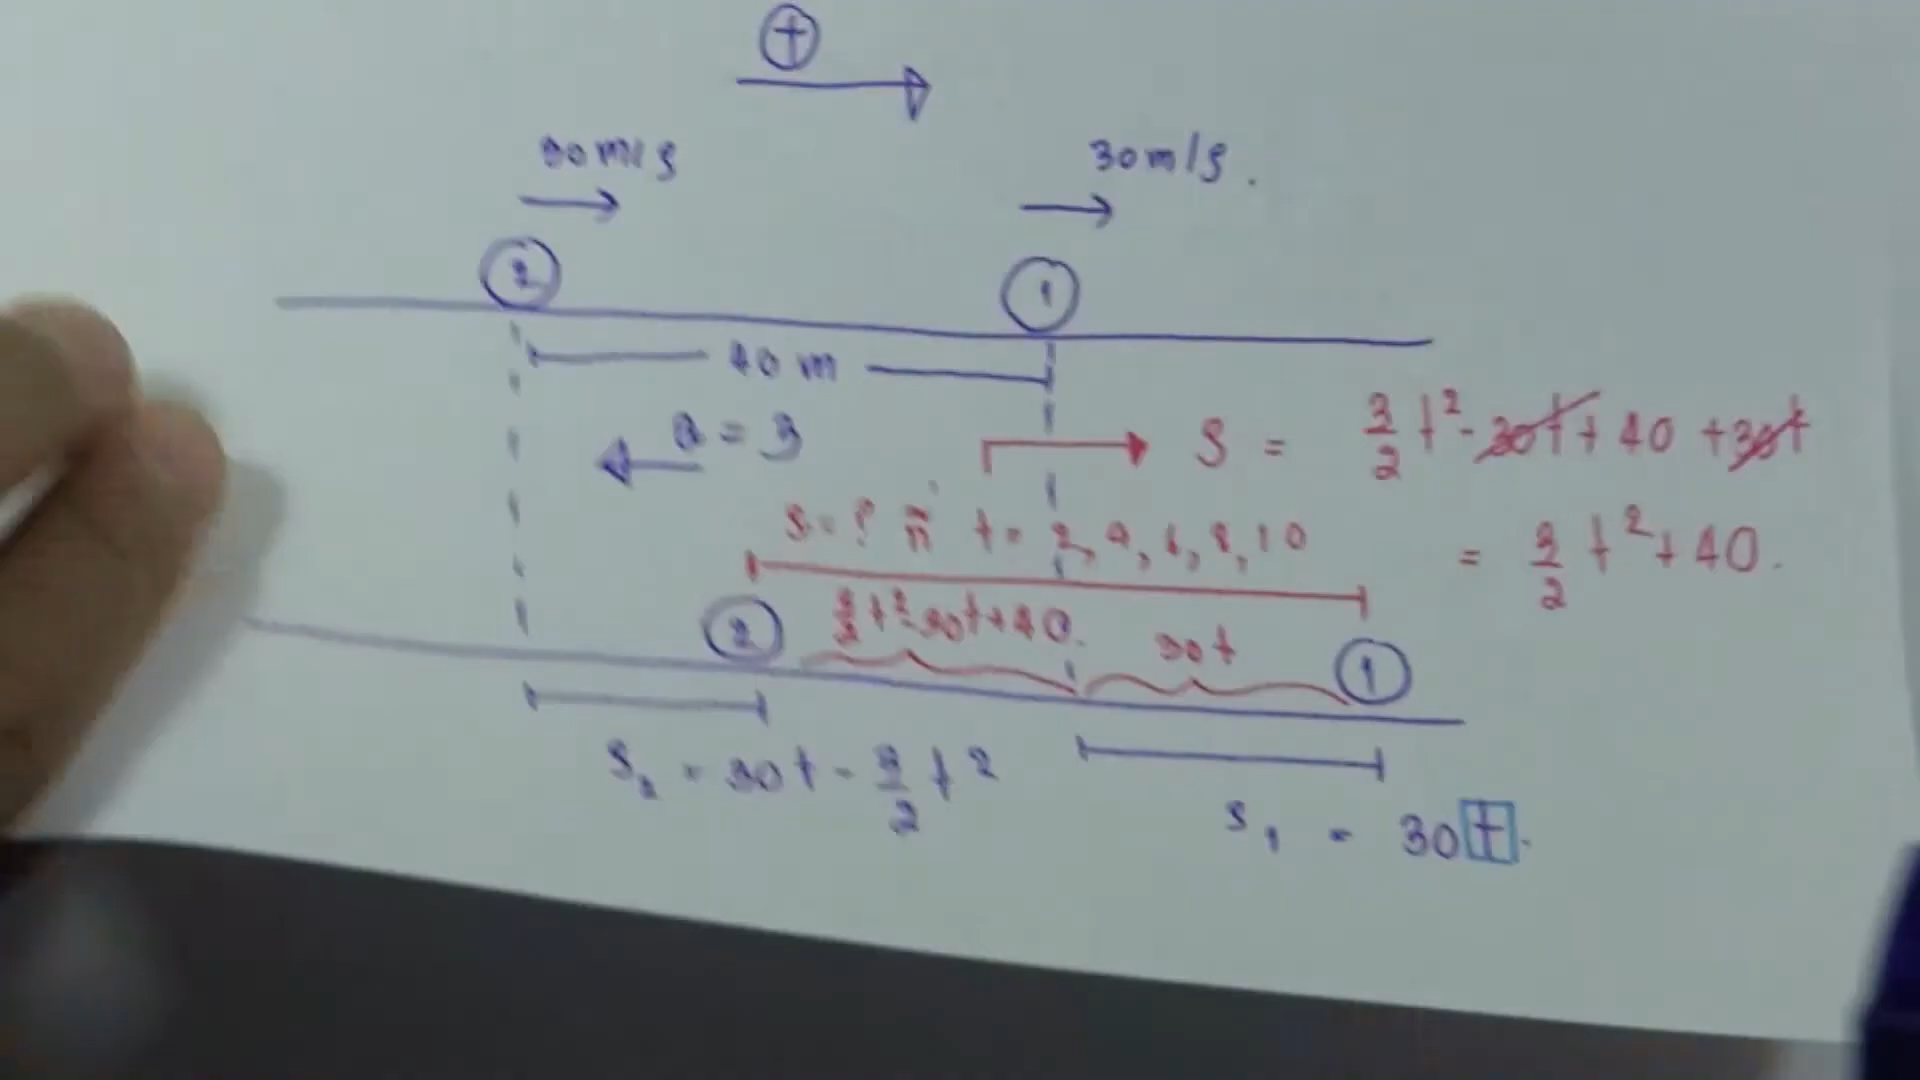 +
30m/s
30m/s.
2
1
40 m
a = 3
S = 3/2 t² - 30t + 40 + 30t
s = ? ที่ t = 2, 4, 6, 8, 10
= 3/2 t² + 40.
2
3/2 t² - 30t + 40.
30t
1
S₂ = 30t - 3/2 t²
S₁ = 30t.